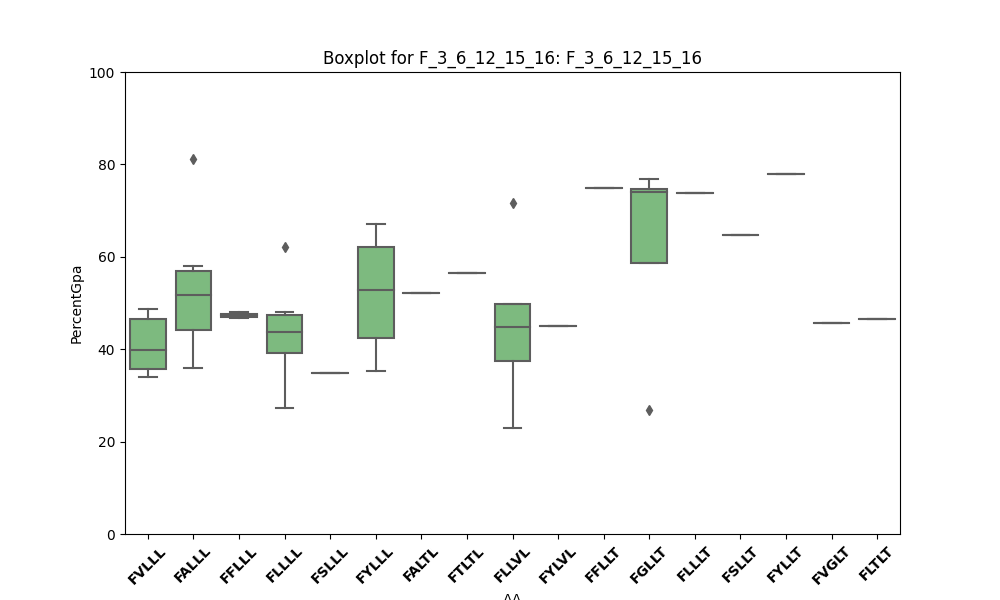 Boxplot for F_3_6_12_15_16: F_3_6_12_15_16
100
80
60
40
20
0
PercentGpa
FVLLL FALLL FFLLL FLLLL FSLLL FYLLL FALTL FTLTL FLLVL FYLVL FFLLT FGLLT FLLLT FSLLT FYLLT FVGLT FLTLT
AA